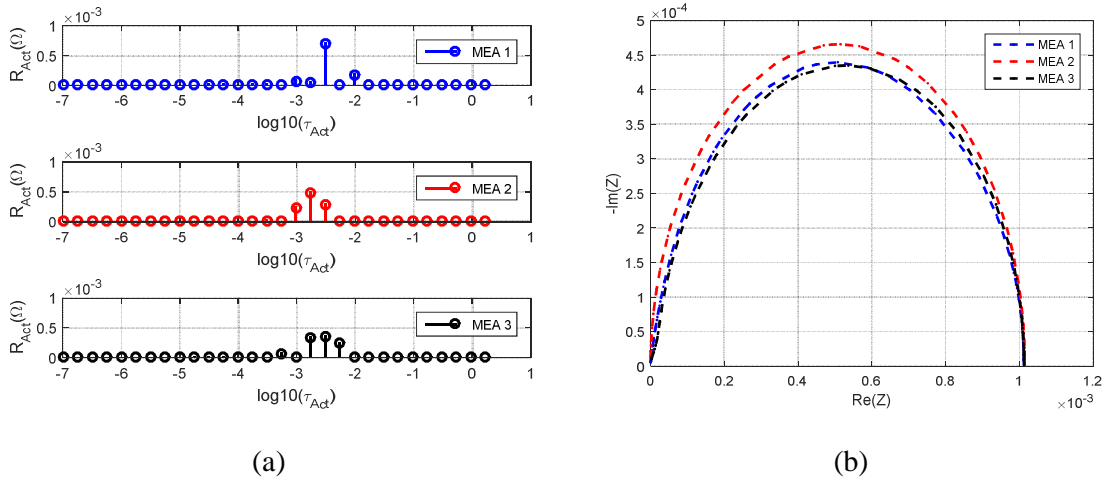 ×10⁻³
1
0.5
0
R_Act(Ω)
MEA 1
-7 -6 -5 -4 -3 -2 -1 0 1
log10(τ_Act)
×10⁻³
1
0.5
0
R_Act(Ω)
MEA 2
-7 -6 -5 -4 -3 -2 -1 0 1
log10(τ_Act)
×10⁻³
1
0.5
0
R_Act(Ω)
MEA 3
-7 -6 -5 -4 -3 -2 -1 0 1
log10(τ_Act)
(a)
×10⁻⁴
5
4.5
4
3.5
3
2.5
2
1.5
1
0.5
0
-Im(Z)
MEA 1
MEA 2
MEA 3
0 0.2 0.4 0.6 0.8 1 1.2
Re(Z)
×10⁻³
(b)